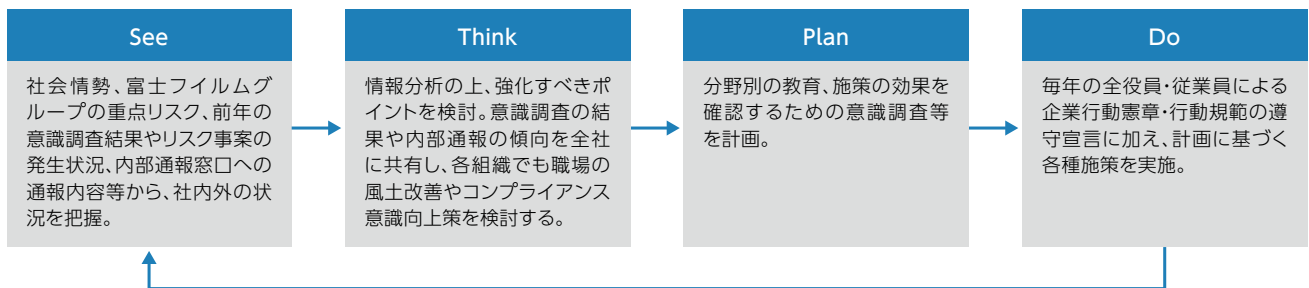 See
社会情勢、富士フイルムグ
ループの重点リスク、前年の
意識調査結果やリスク事案の
発生状況、内部通報窓口への
通報内容等から、社内外の状
況を把握。
Think
情報分析の上、強化すべきポ
イントを検討。意識調査の結
果や内部通報の傾向を全社
に共有し、各組織でも職場の
風土改善やコンプライアンス
意識向上策を検討する。
Plan
分野別の教育、施策の効果を
確認するための意識調査等
を計画。
Do
毎年の全役員・従業員による
企業行動憲章・行動規範の遵
守宣言に加え、計画に基づく
各種施策を実施。